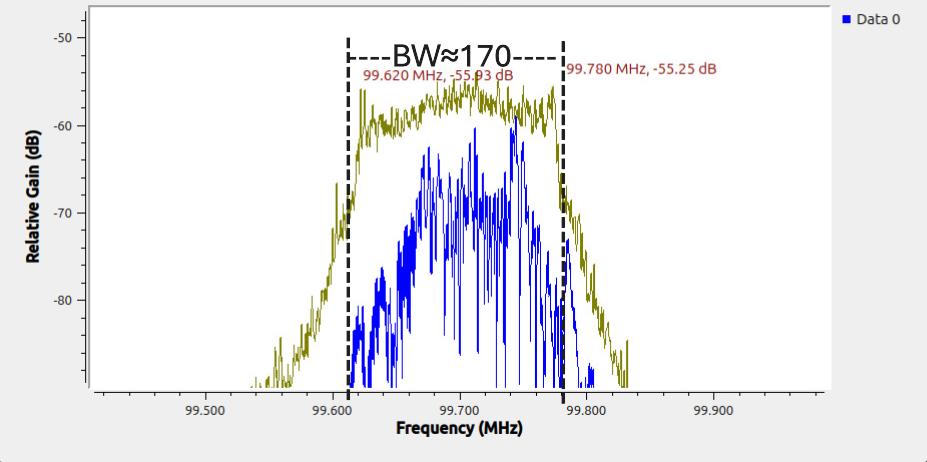 Data 0
-50
BW≈170
99.620 MHz, -55.93 dB
99.780 MHz, -55.25 dB
-60
-70
-80
Relative Gain (dB)
99.500
99.600
99.700
99.800
99.900
Frequency (MHz)